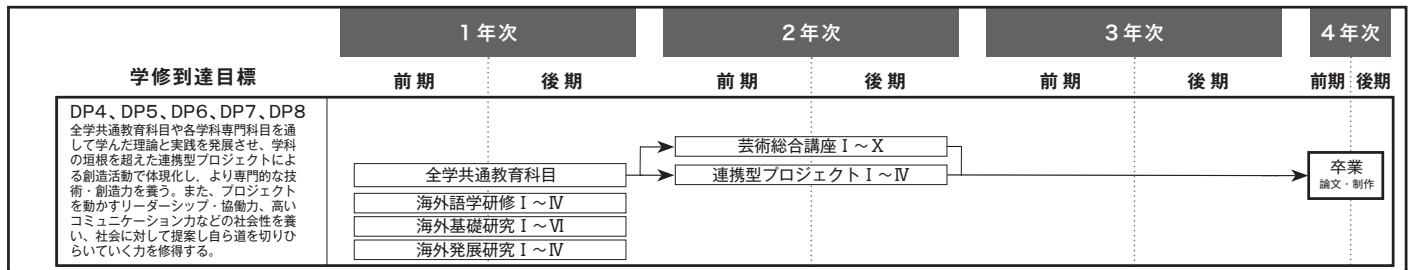 1年次 2年次 3年次 4年次
学修到達目標 前期 後期 前期 後期 前期 後期 前期 後期
DP4、DP5、DP6、DP7、DP8
全学共通教育科目や各学科専門科目を通
して学んだ理論と実践を発展させ、学科
の垣根を超えた連携型プロジェクトによ
る創造活動で体現化し、より専門的な技
術・創造力を養う。また、プロジェクト
を動かすリーダーシップ・協働力、高い
コミュニケーション力などの社会性を養
い、社会に対して提案し自ら道を切りひ
らいていく力を修得する。
全学共通教育科目
海外語学研修Ⅰ～Ⅳ
海外基礎研究Ⅰ～Ⅵ
海外発展研究Ⅰ～Ⅳ
芸術総合講座Ⅰ～Ⅹ
連携型プロジェクトⅠ～Ⅳ
卒業
論文・制作